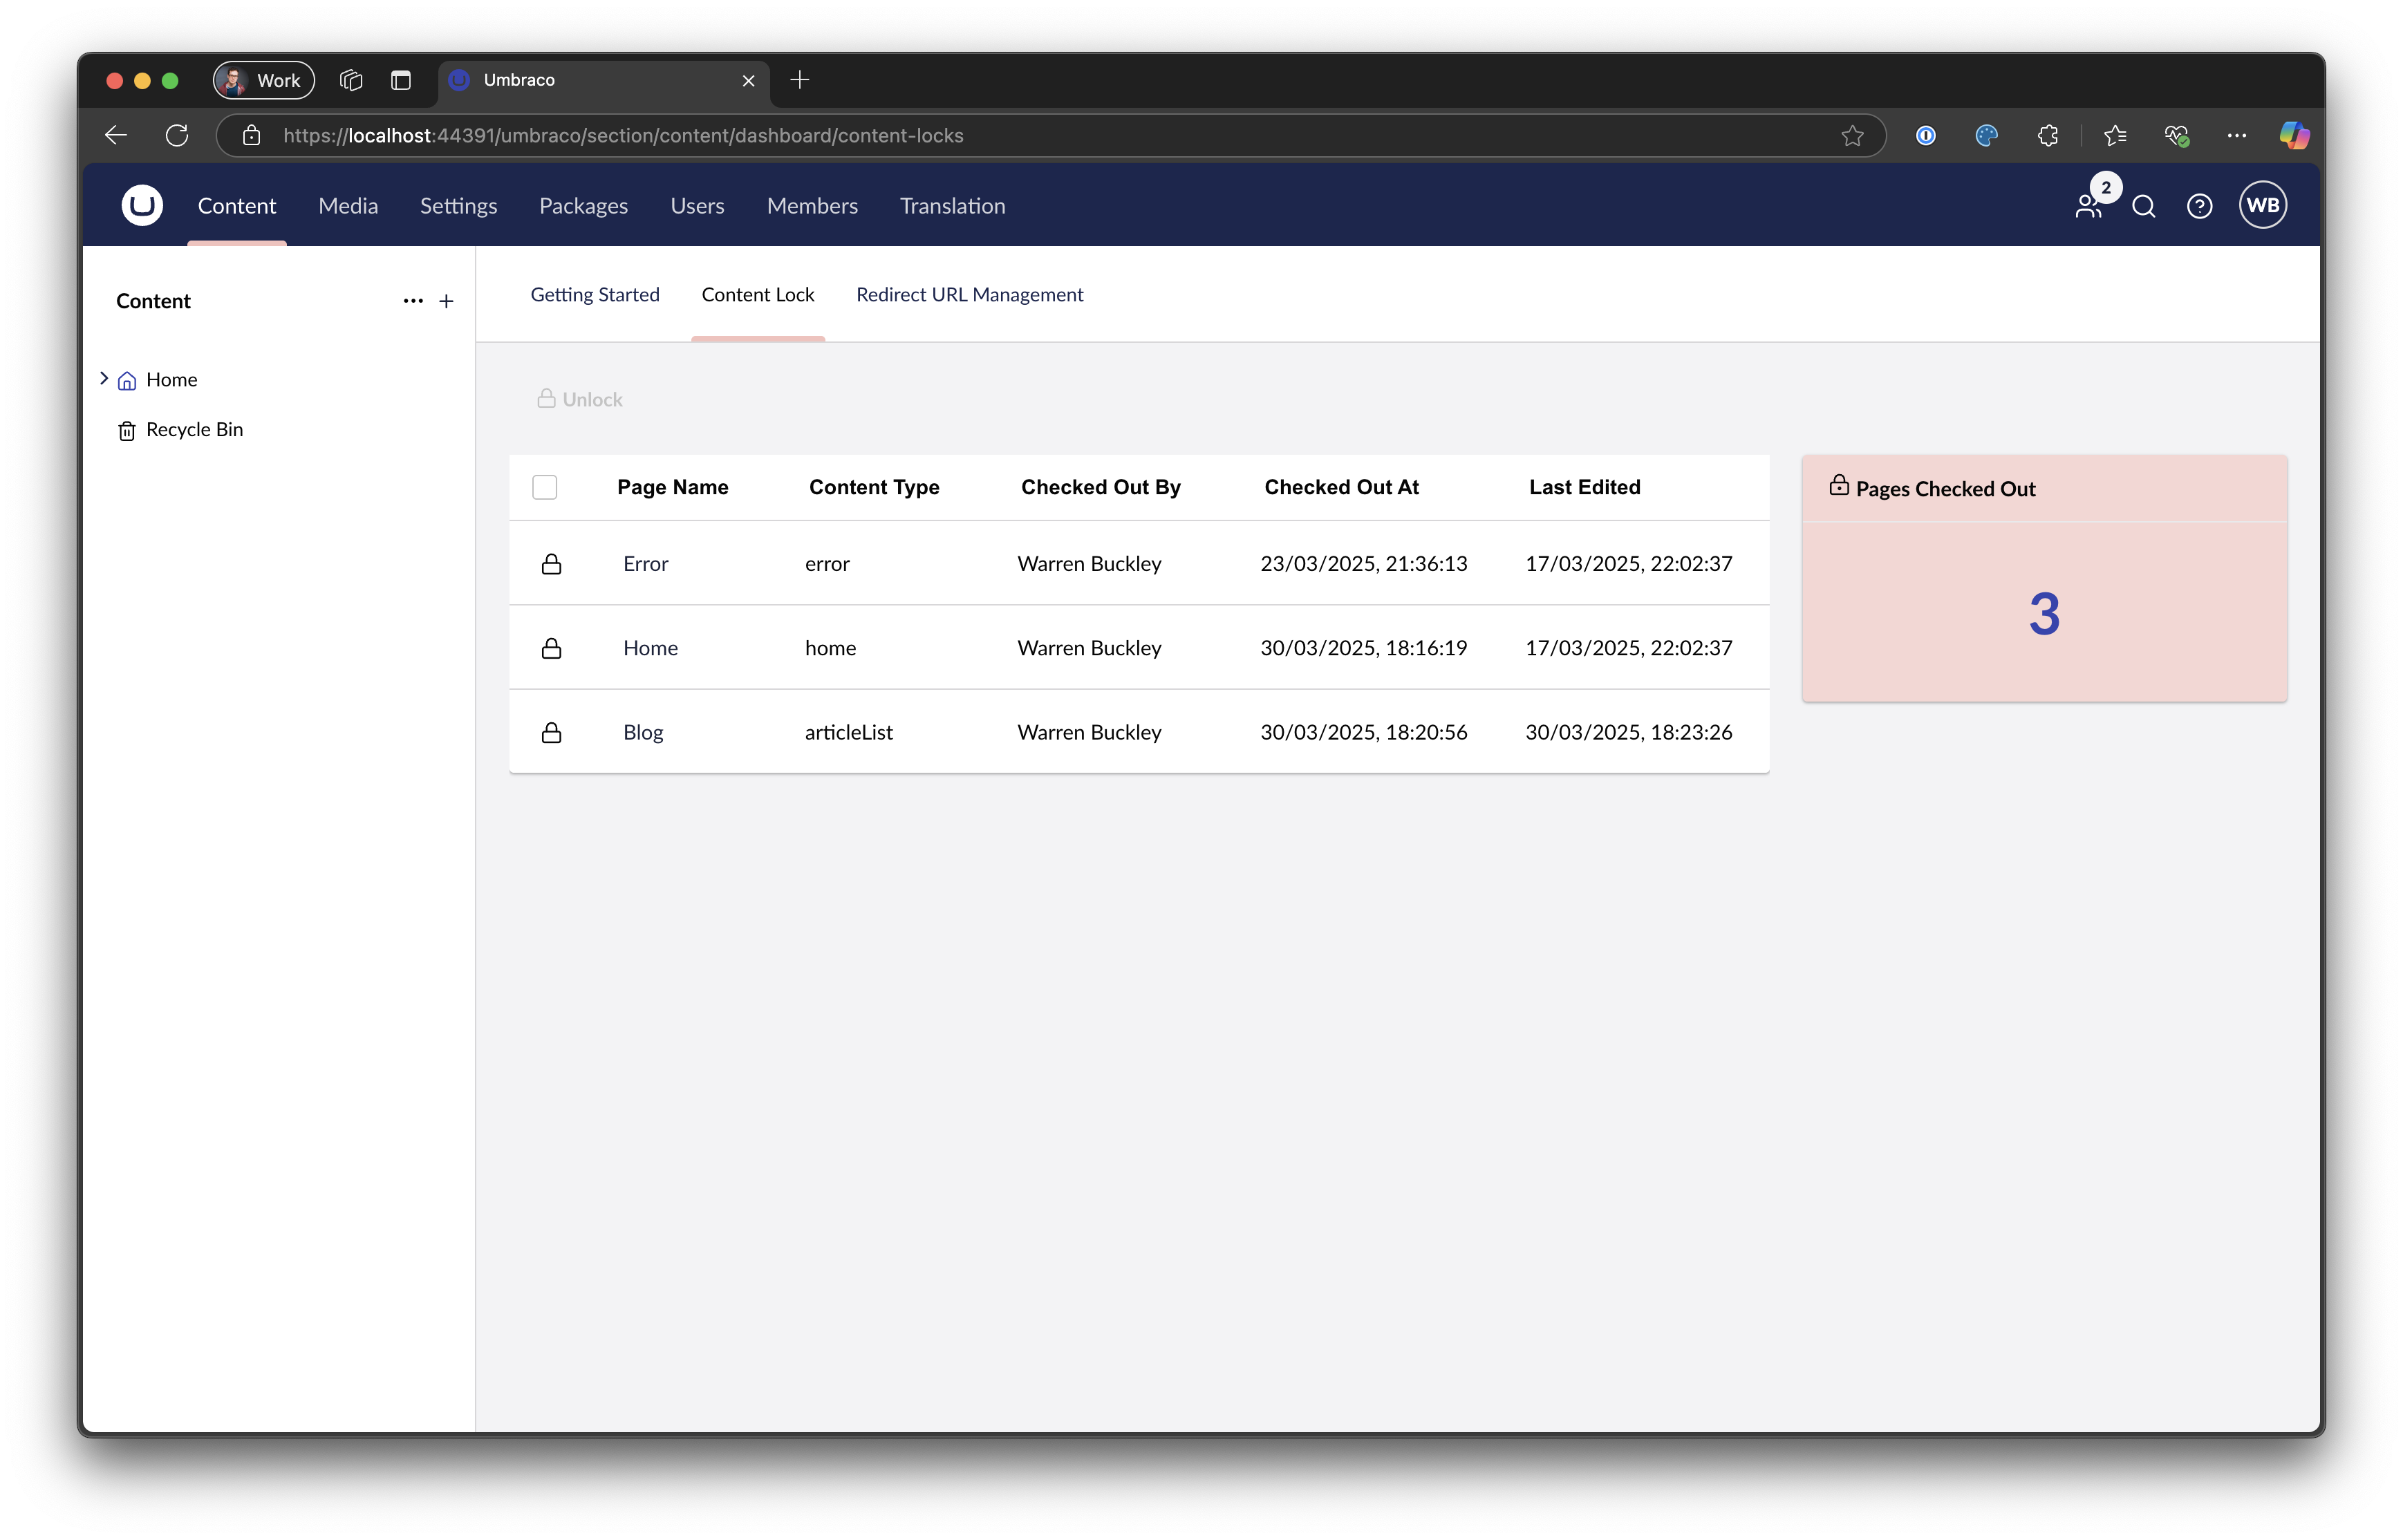 Work
Umbraco
https://localhost:44391/umbraco/section/content/dashboard/content-locks
Content Media Settings Packages Users Members Translation 2 WB
Content
Home
Recycle Bin
Getting Started Content Lock Redirect URL Management
Unlock
Page Name Content Type Checked Out By Checked Out At Last Edited
Error error Warren Buckley 23/03/2025, 21:36:13 17/03/2025, 22:02:37
Home home Warren Buckley 30/03/2025, 18:16:19 17/03/2025, 22:02:37
Blog articleList Warren Buckley 30/03/2025, 18:20:56 30/03/2025, 18:23:26
Pages Checked Out
3